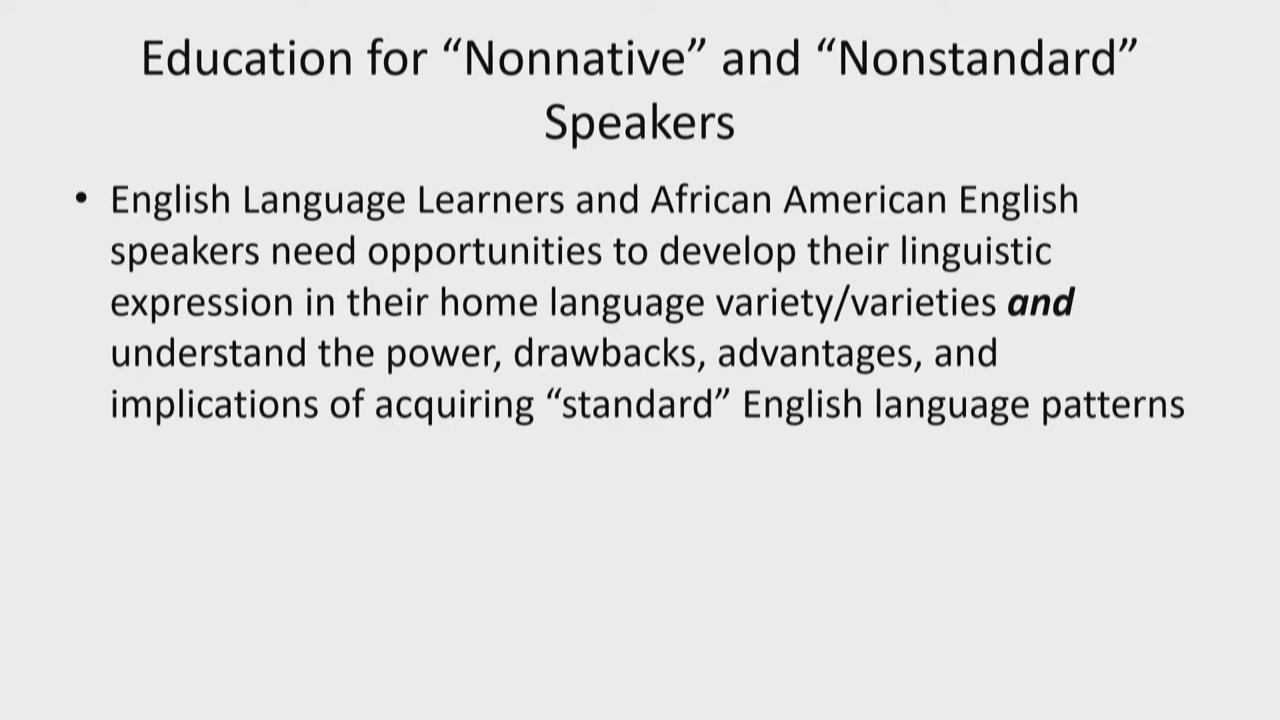 Education for “Nonnative” and “Nonstandard”
Speakers
• English Language Learners and African American English
speakers need opportunities to develop their linguistic
expression in their home language variety/varieties and
understand the power, drawbacks, advantages, and
implications of acquiring “standard” English language patterns